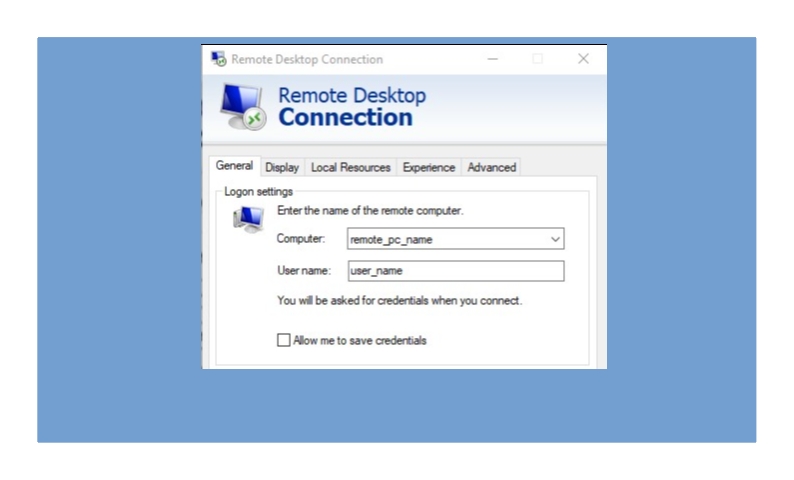 Remote Desktop Connection
Remote Desktop
Connection
General Display Local Resources Experience Advanced
Logon settings
Enter the name of the remote computer.
Computer: remote_pc_name
User name: user_name
You will be asked for credentials when you connect.
Allow me to save credentials